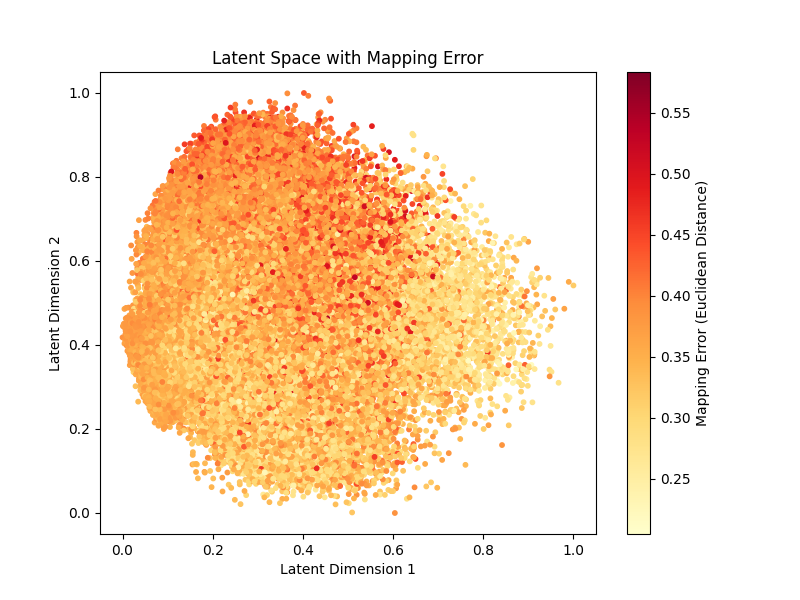 Latent Space with Mapping Error
1.0
0.8
0.6
0.4
0.2
0.0
Latent Dimension 2
0.0 0.2 0.4 0.6 0.8 1.0
Latent Dimension 1
0.55
0.50
0.45
0.40
0.35
0.30
0.25
Mapping Error (Euclidean Distance)